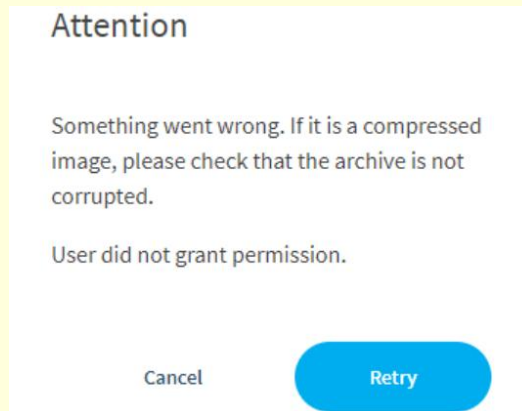 Attention
Something went wrong. If it is a compressed
image, please check that the archive is not
corrupted.
User did not grant permission.
Cancel
Retry